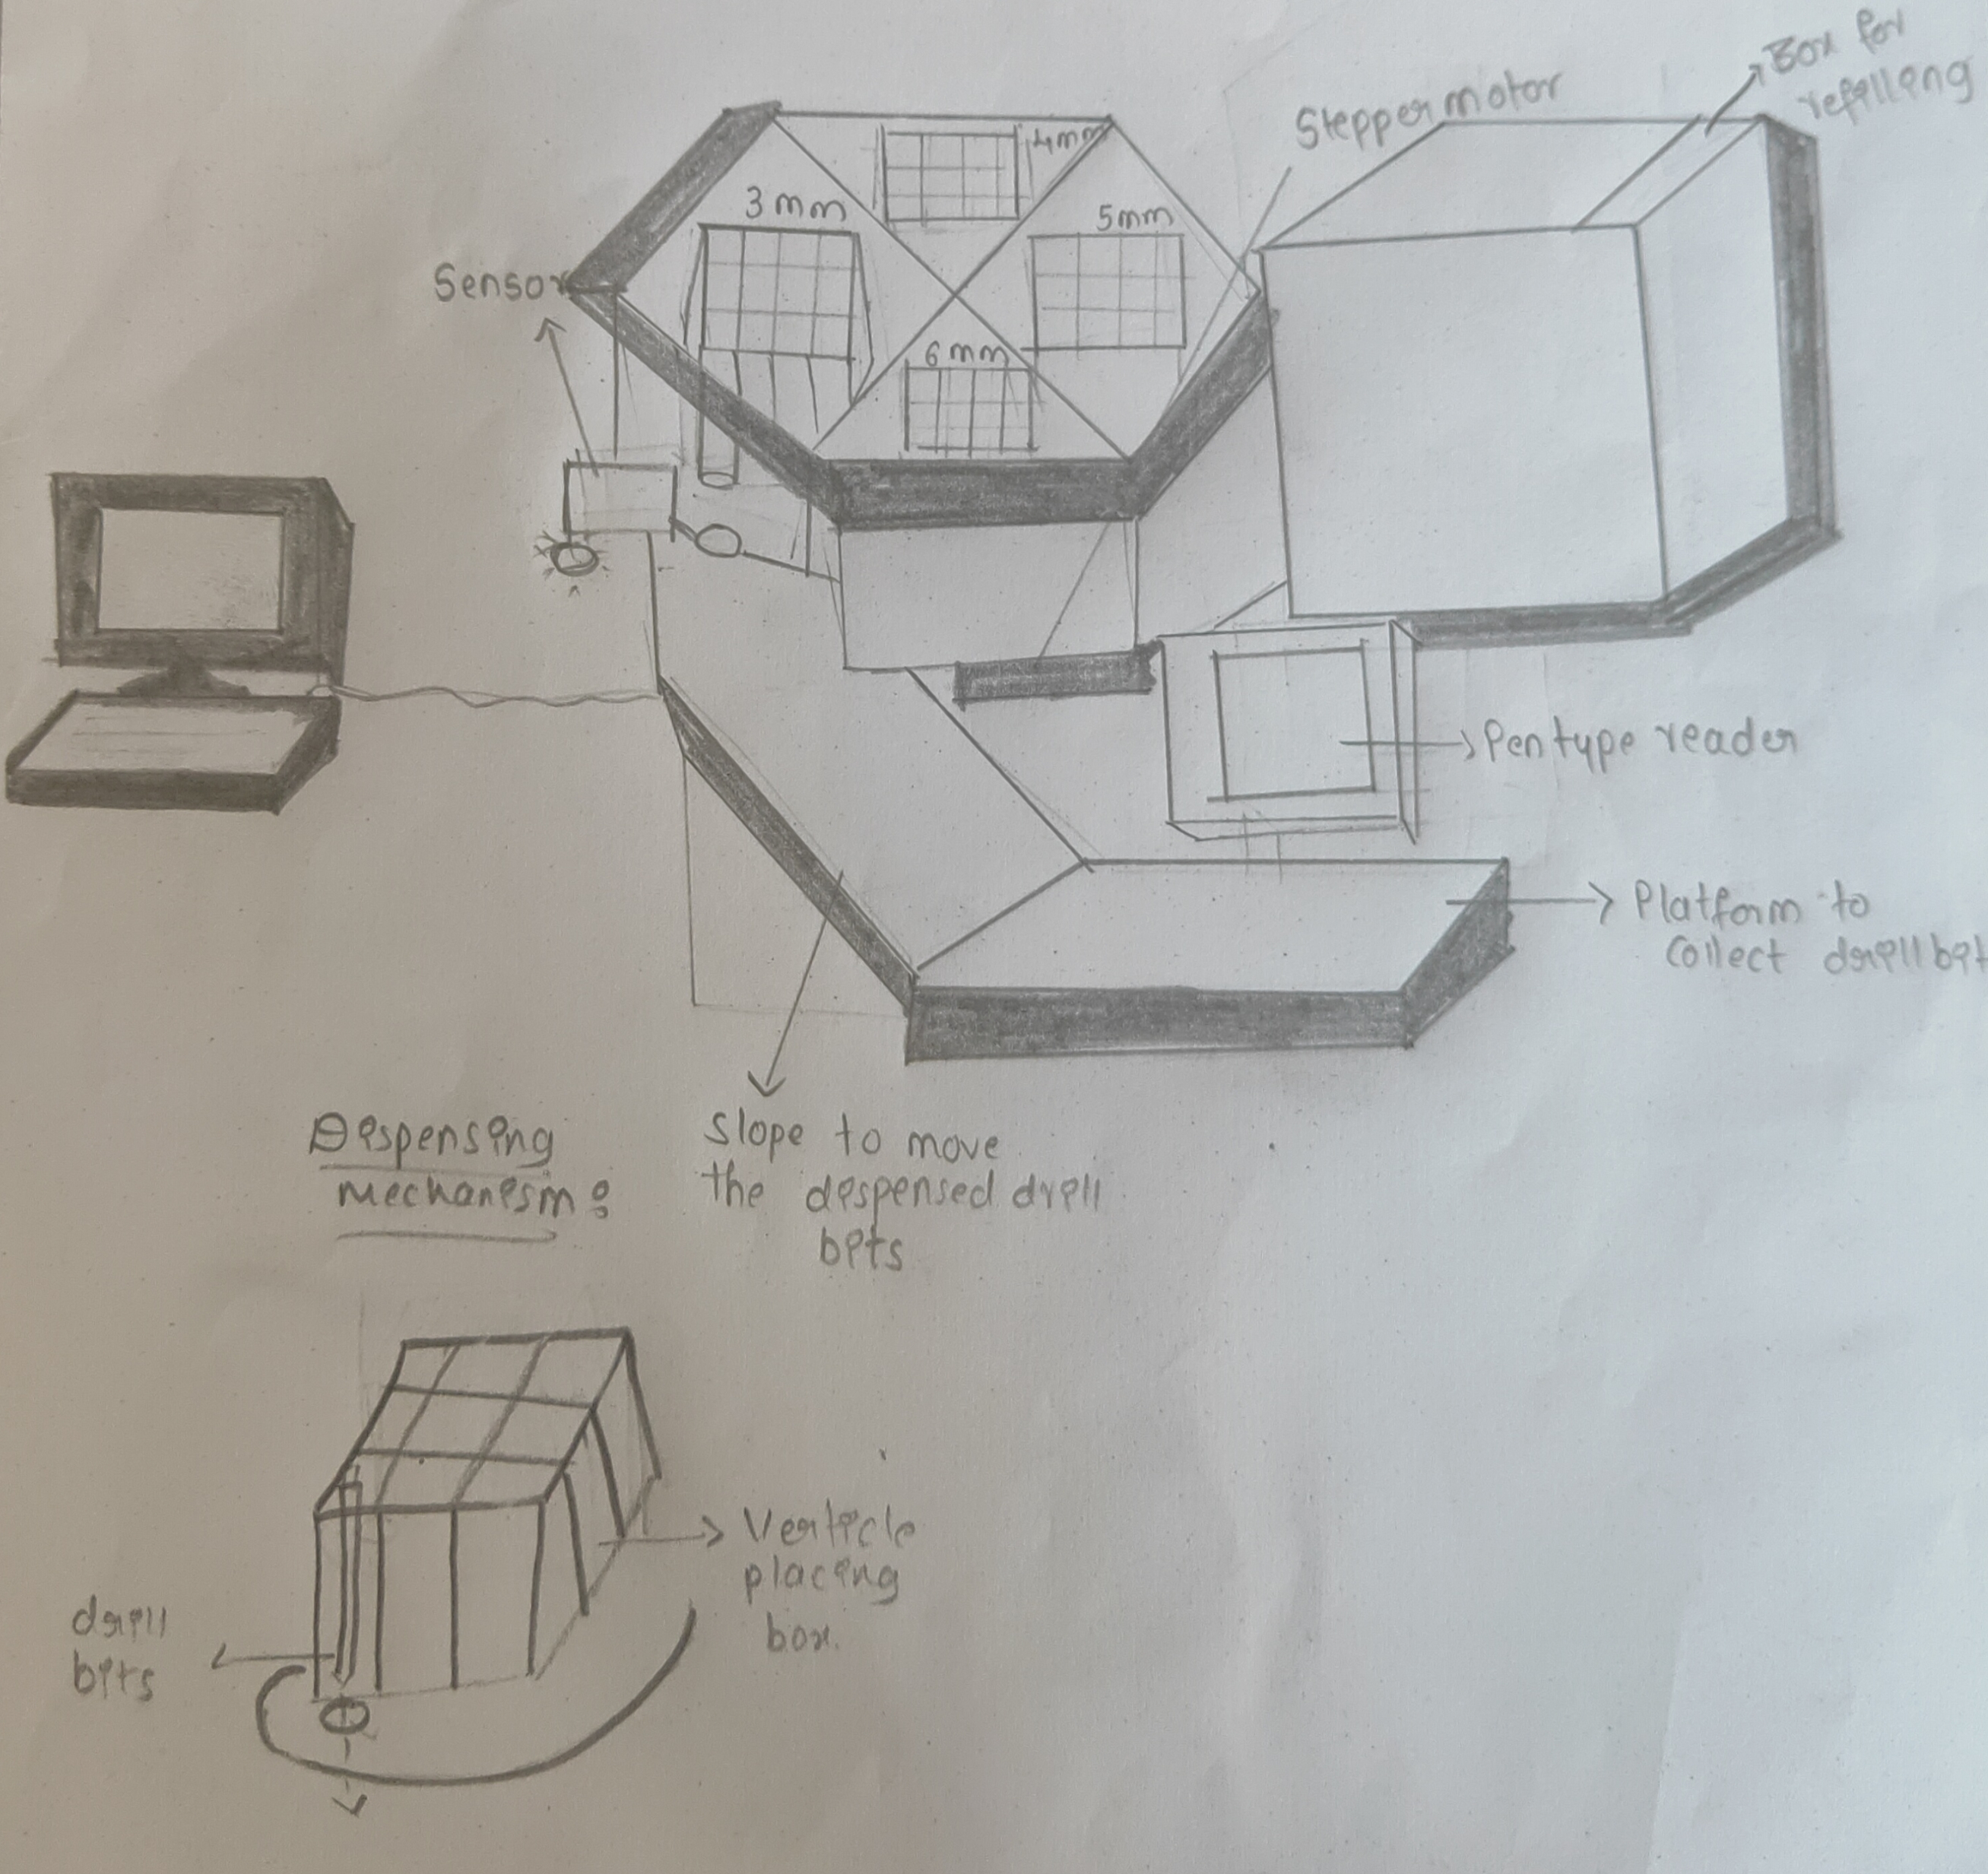 Box for
refilling
Stepper motor
4mm
3mm
5mm
Sensor
6mm
Pen type reader
Platform to
collect drill bit
Dispensing
mechanism:
Slope to move
the dispensed drill
bits
Verticle
placing
box.
drill
bits